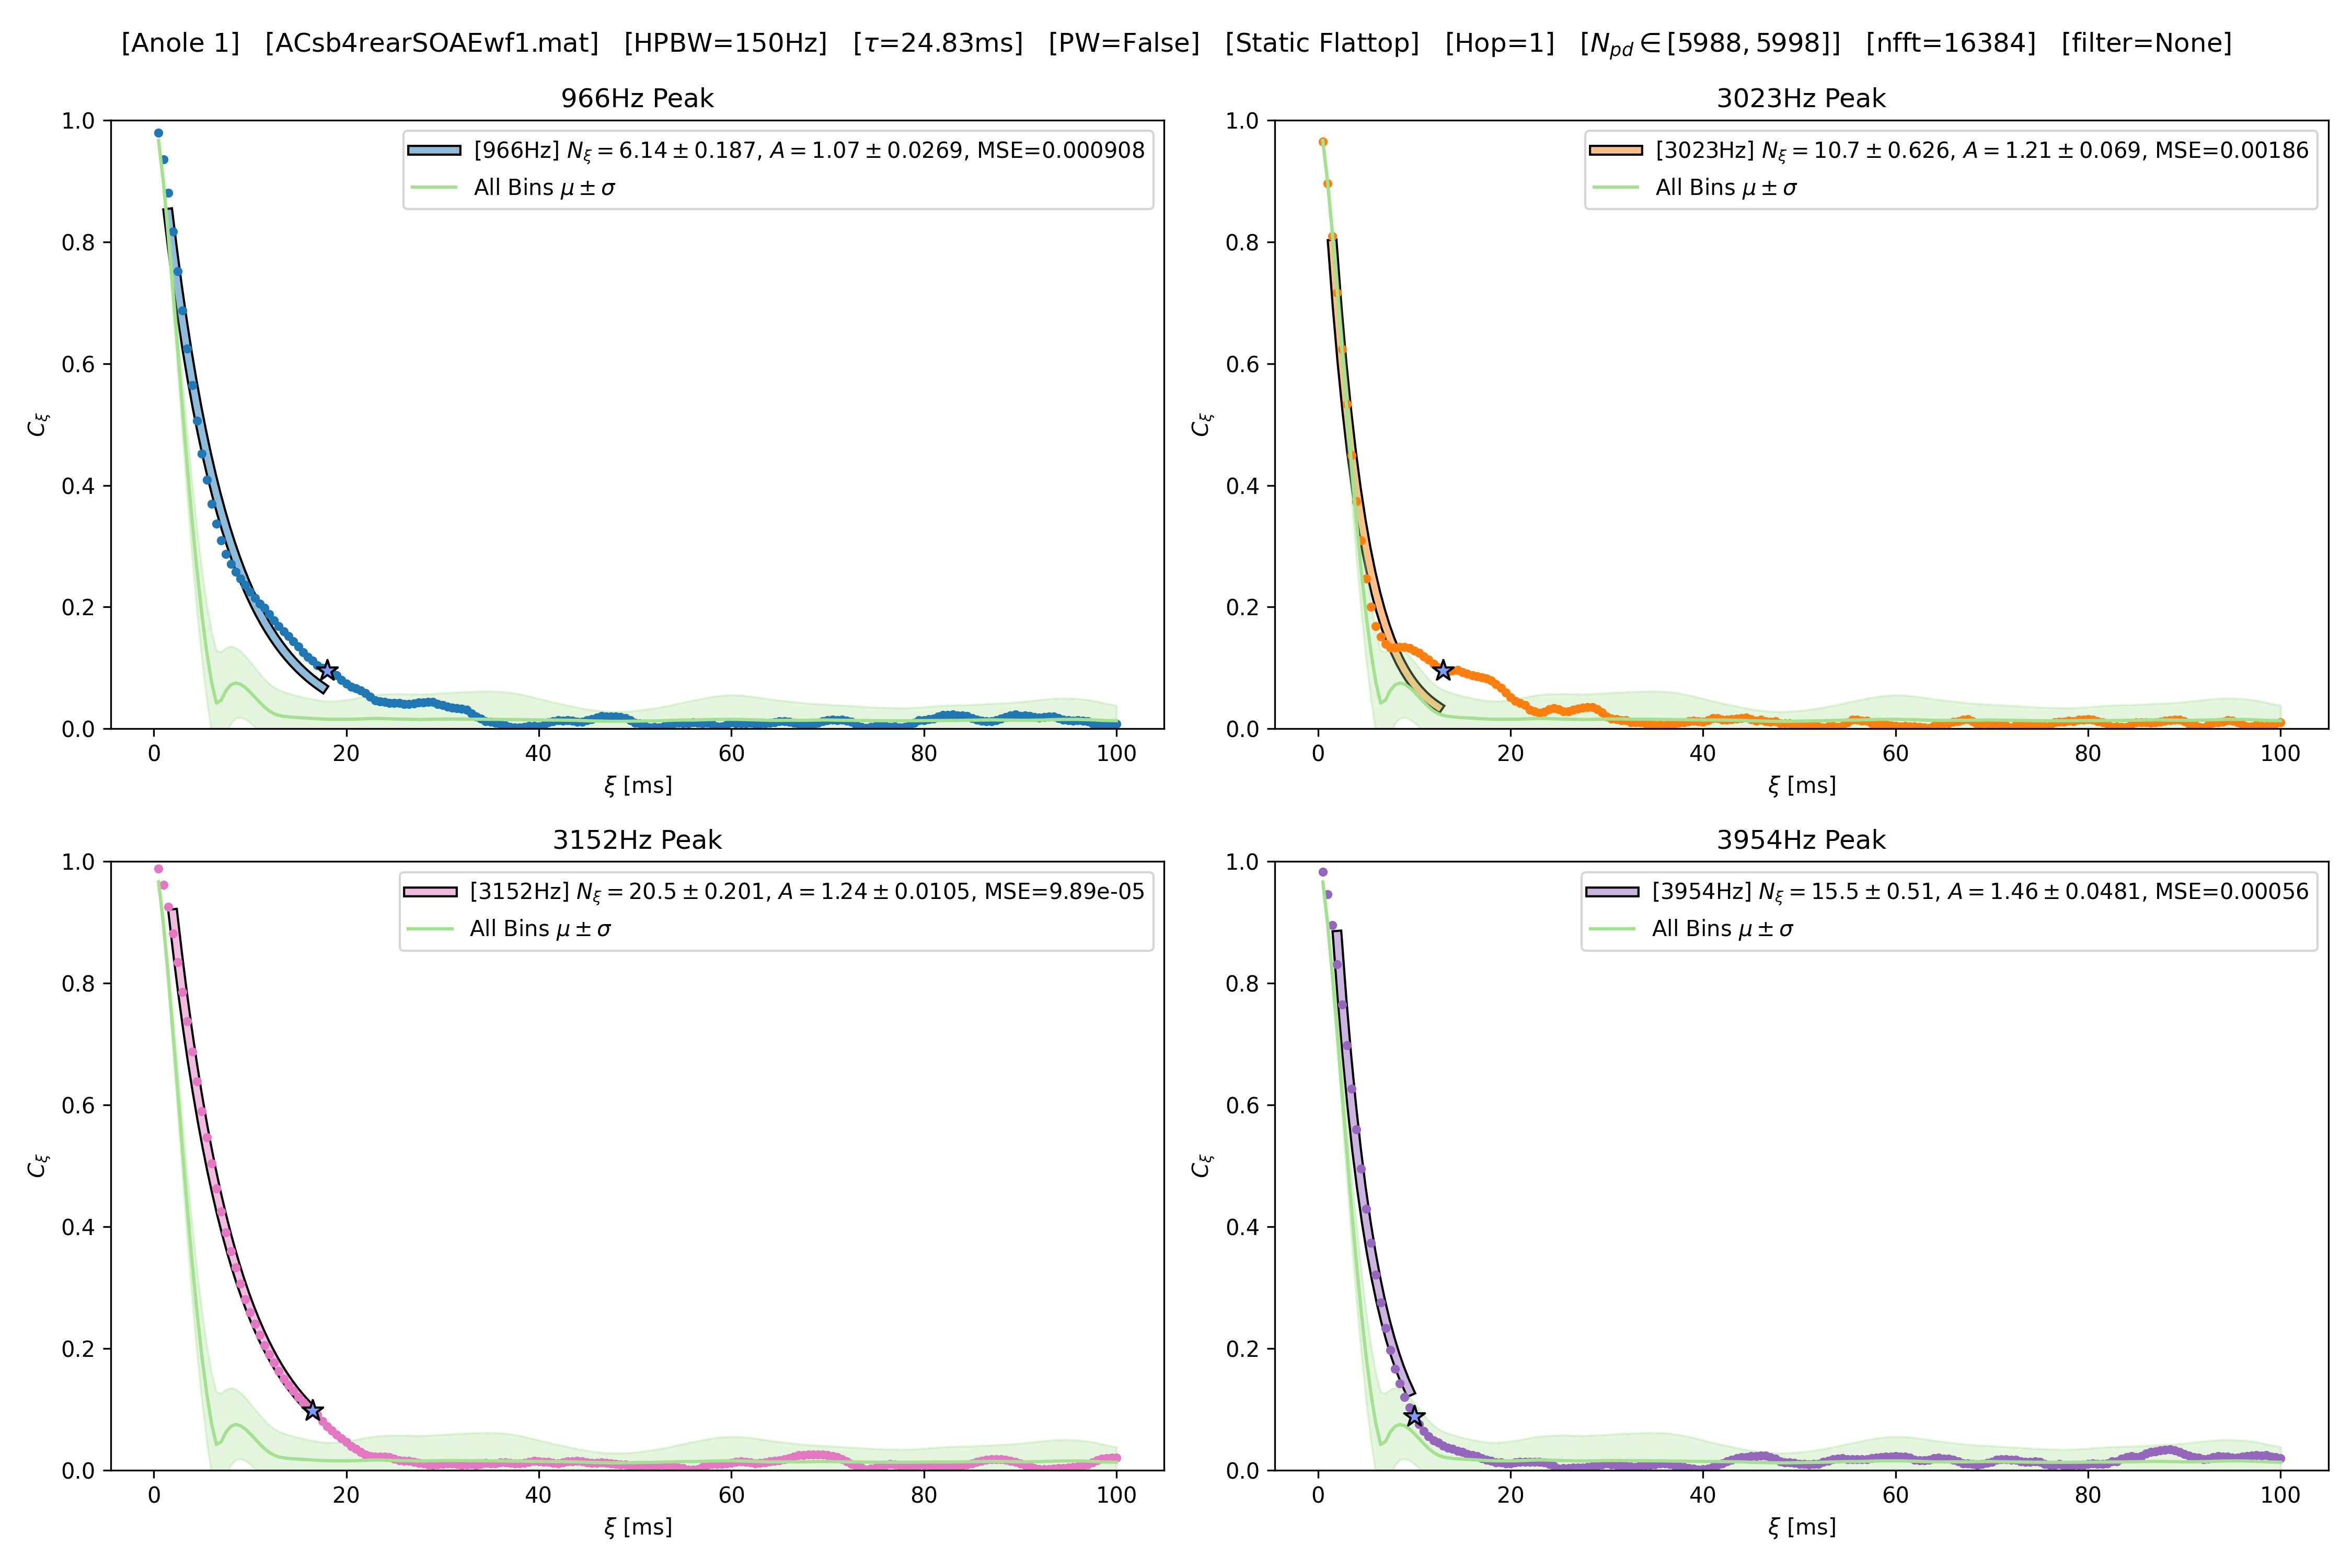 [Anole 1] [ACsb4rearSOAEwf1.mat] [HPBW=150Hz] [τ=24.83ms] [PW=False] [Static Flattop] [Hop=1] [N_pd ∈ [5988, 5998]] [nfft=16384] [filter=None]
966Hz Peak
[966Hz] N_ξ = 6.14 ± 0.187, A = 1.07 ± 0.0269, MSE=0.000908
All Bins μ ± σ
1.0
0.8
0.6
0.4
0.2
0.0
C_ξ
0 20 40 60 80 100
ξ [ms]
3023Hz Peak
[3023Hz] N_ξ = 10.7 ± 0.626, A = 1.21 ± 0.069, MSE=0.00186
All Bins μ ± σ
1.0
0.8
0.6
0.4
0.2
0.0
C_ξ
0 20 40 60 80 100
ξ [ms]
3152Hz Peak
[3152Hz] N_ξ = 20.5 ± 0.201, A = 1.24 ± 0.0105, MSE=9.89e-05
All Bins μ ± σ
1.0
0.8
0.6
0.4
0.2
0.0
C_ξ
0 20 40 60 80 100
ξ [ms]
3954Hz Peak
[3954Hz] N_ξ = 15.5 ± 0.51, A = 1.46 ± 0.0481, MSE=0.00056
All Bins μ ± σ
1.0
0.8
0.6
0.4
0.2
0.0
C_ξ
0 20 40 60 80 100
ξ [ms]